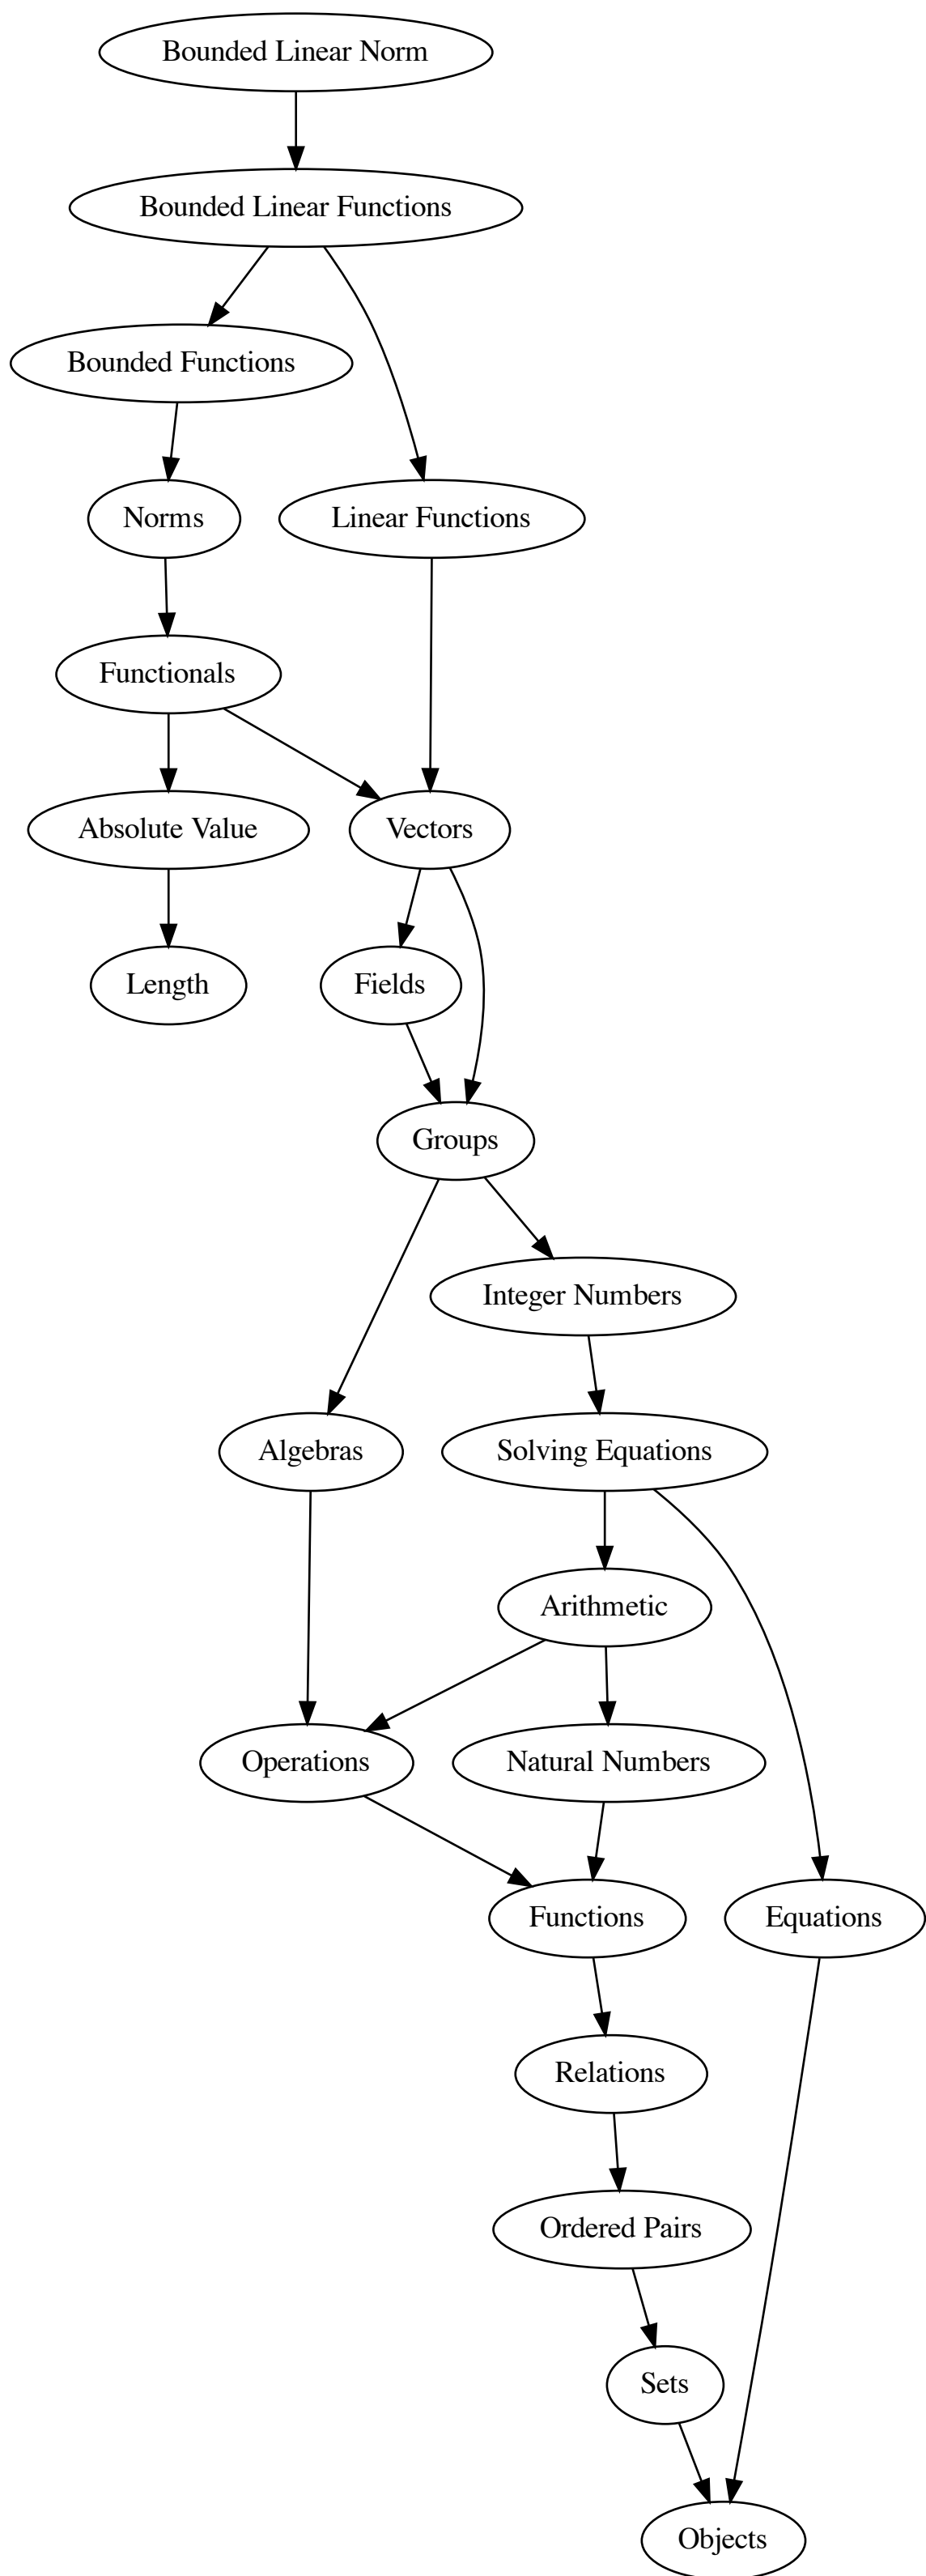 Bounded Linear Norm
Bounded Linear Functions
Bounded Functions
Norms
Linear Functions
Functionals
Absolute Value
Vectors
Length
Fields
Groups
Integer Numbers
Algebras
Solving Equations
Arithmetic
Operations
Natural Numbers
Functions
Equations
Relations
Ordered Pairs
Sets
Objects